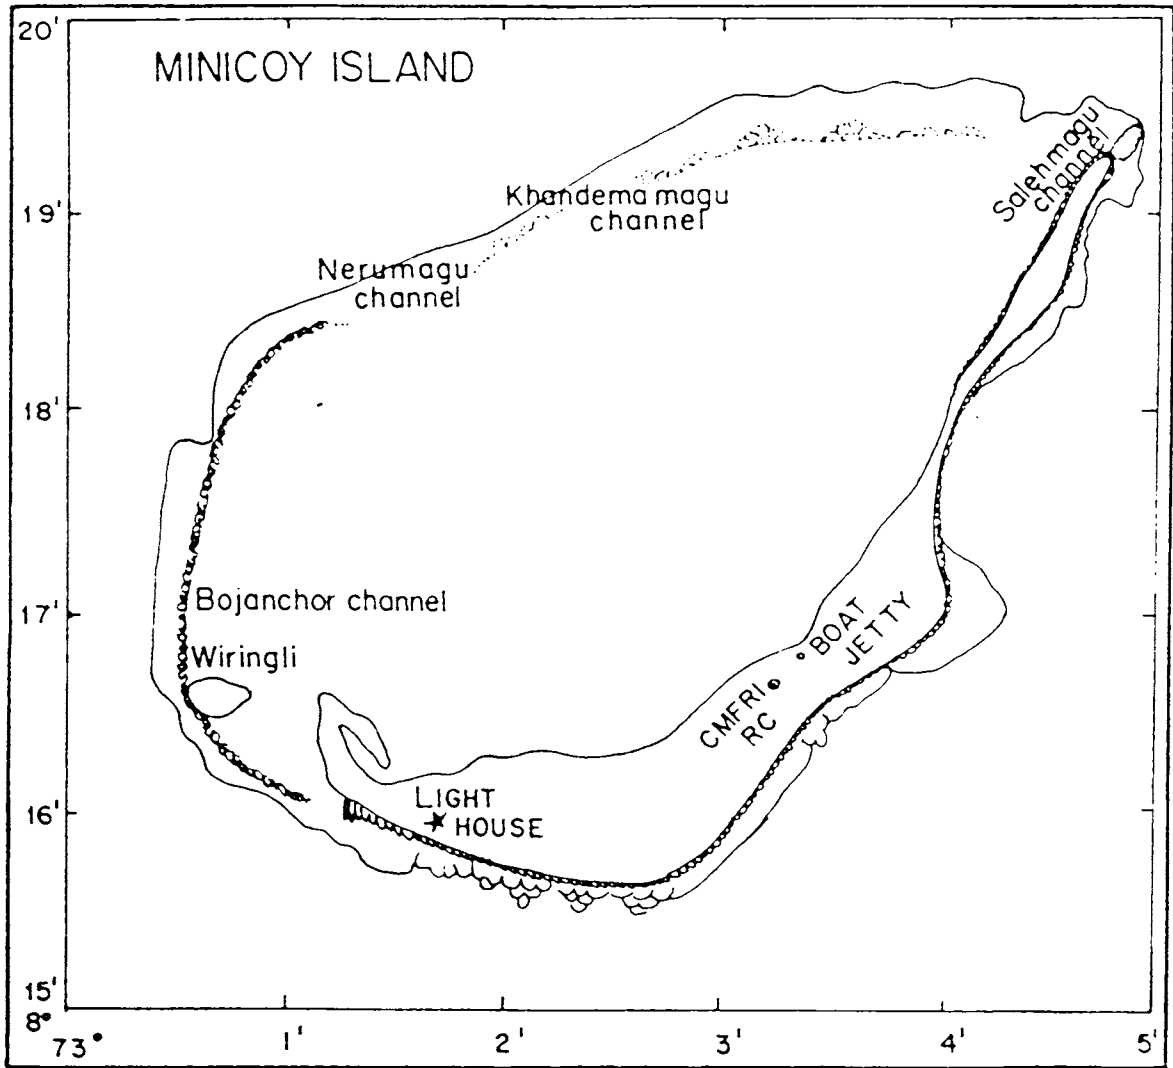 20'
MINICOY ISLAND
Salehmagu
channel
19'
Khandema magu
channel
Nerumagu
channel
18'
17'
Bojanchor channel
Wiringli
BOAT
JETTY
CMFRI
RC
16'
LIGHT
HOUSE
15'
8°
73°
1'
2'
3'
4'
5'